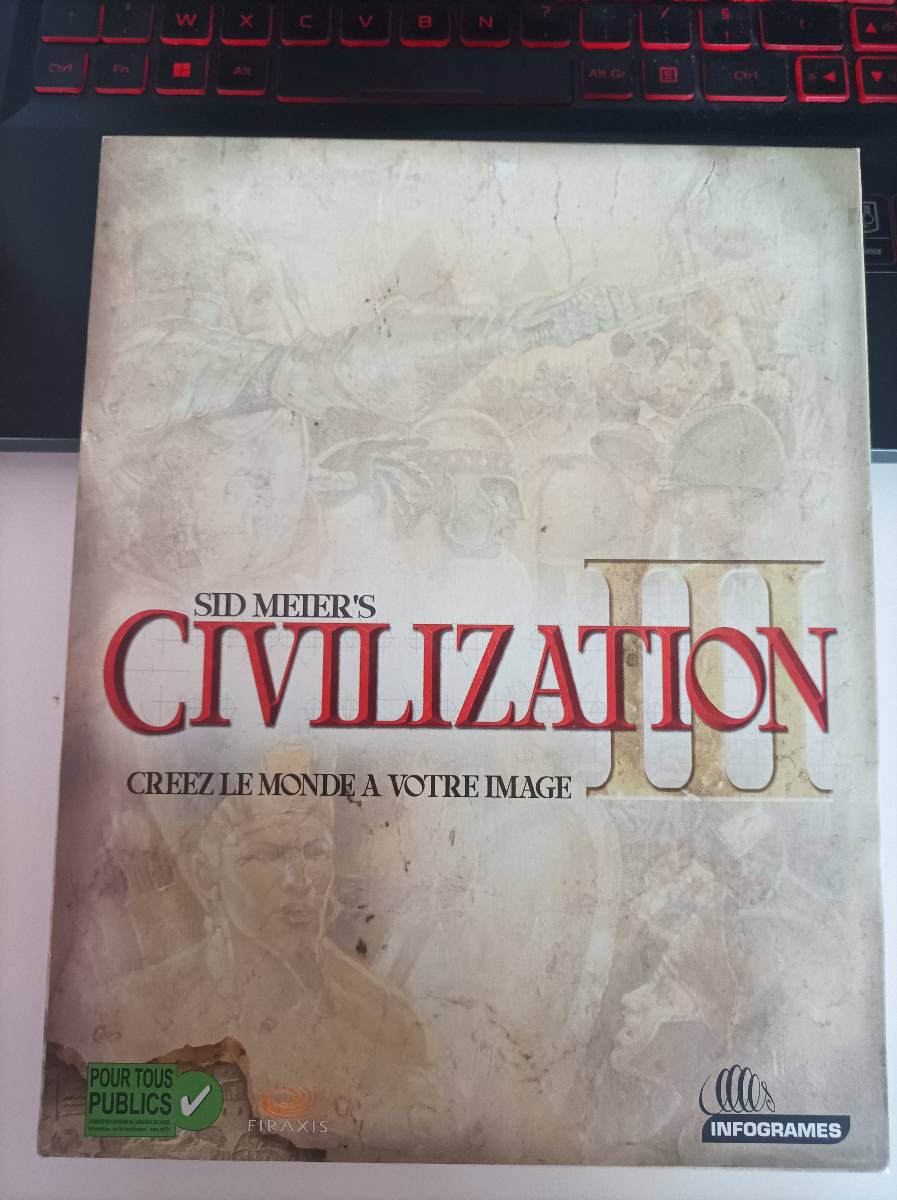 W X C V B N ? . / § !
Ctrl Fn Alt Alt Gr Ctrl
SID MEIER'S
CIVILIZATION III
CREEZ LE MONDE A VOTRE IMAGE
POUR TOUS
PUBLICS
FIRAXIS
INFOGRAMES